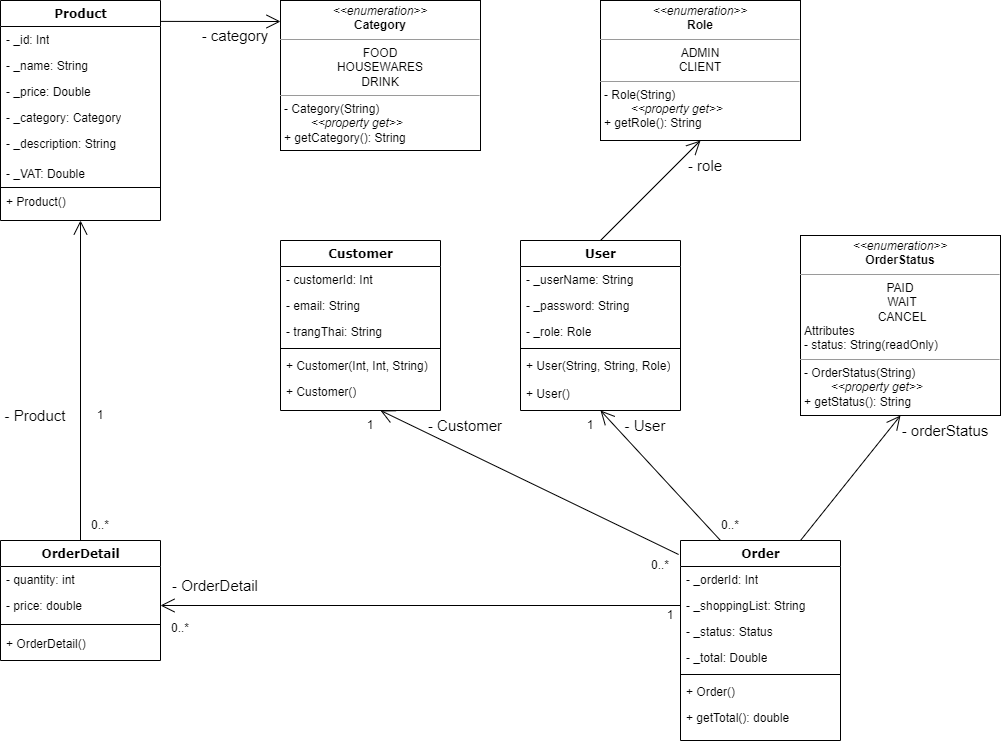 Product
- _id: Int
- _name: String
- _price: Double
- _category: Category
- _description: String
- _VAT: Double
+ Product()
- category
<<enumeration>>
Category
FOOD
HOUSEWARES
DRINK
- Category(String)
<<property get>>
+ getCategory(): String
<<enumeration>>
Role
ADMIN
CLIENT
- Role(String)
<<property get>>
+ getRole(): String
- role
Customer
- customerId: Int
- email: String
- trangThai: String
+ Customer(Int, Int, String)
+ Customer()
User
- _userName: String
- _password: String
- _role: Role
+ User(String, String, Role)
+ User()
<<enumeration>>
OrderStatus
PAID
WAIT
CANCEL
Attributes
- status: String(readOnly)
- OrderStatus(String)
<<property get>>
+ getStatus(): String
- Product
1
1
- Customer
1
- User
- orderStatus
0..*
0..*
0..*
OrderDetail
- quantity: int
- price: double
+ OrderDetail()
- OrderDetail
0..*
1
Order
- _orderId: Int
- _shoppingList: String
- _status: Status
- _total: Double
+ Order()
+ getTotal(): double